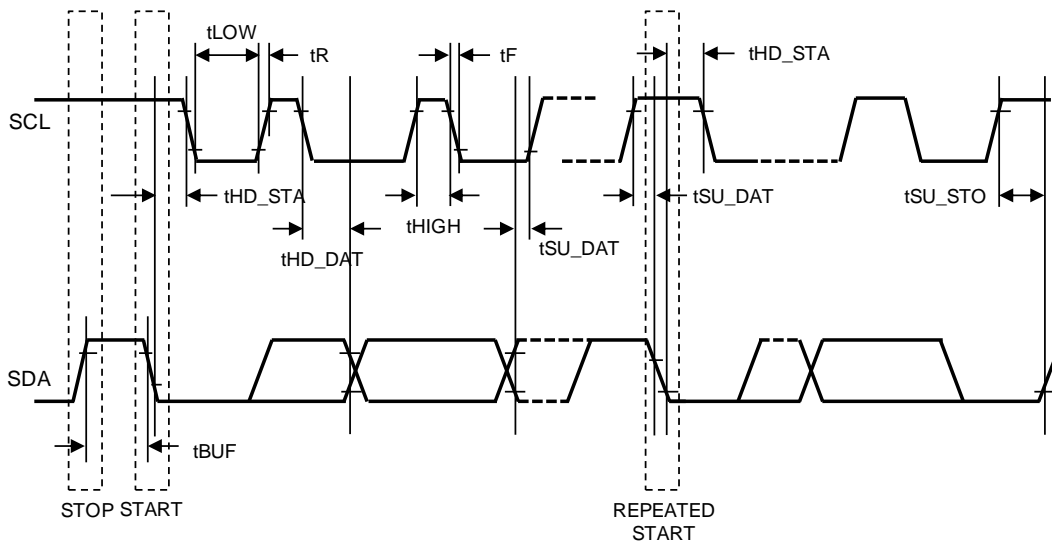 tLOW
tR
tF
tHD_STA
SCL
tHD_STA
tSU_DAT
tSU_STO
tHIGH
tHD_DAT
tSU_DAT
SDA
tBUF
STOP
START
REPEATED
START